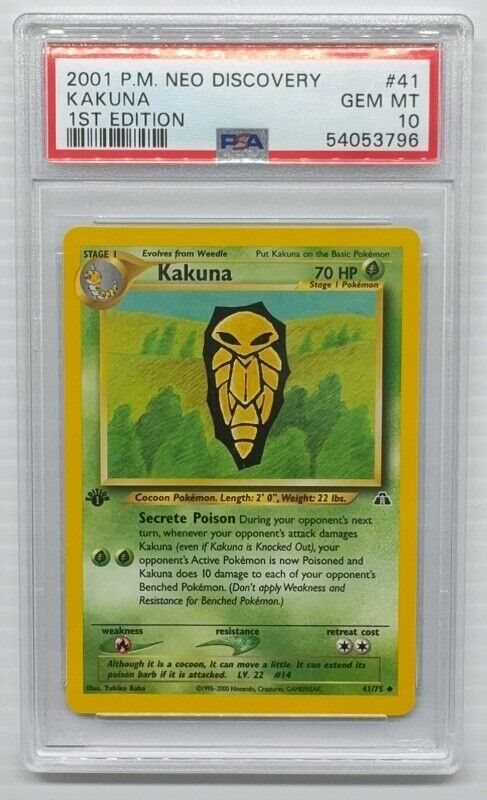 2001 P.M. NEO DISCOVERY #41
KAKUNA GEM MT
1ST EDITION 10
PSA 54053796
STAGE 1 Evolves from Weedle Put Kakuna on the Basic Pokémon
Kakuna 70 HP
Stage 1 Pokémon
Cocoon Pokémon. Length: 2' 0", Weight: 22 lbs.
EDITION
1
Secrete Poison During your opponent's next
turn, whenever your opponent's attack damages
Kakuna (even if Kakuna is Knocked Out), your
opponent's Active Pokémon is now Poisoned and
Kakuna does 10 damage to each of your opponent's
Benched Pokémon. (Don't apply Weakness and
Resistance for Benched Pokémon.)
weakness resistance retreat cost
Although it is a cocoon, it can move a little. It can extend its
poison barb if it is attacked. LV. 22 #14
Illus. Yukiko Baba ©1995-2000 Nintendo, Creatures, GAMEFREAK. 41/75